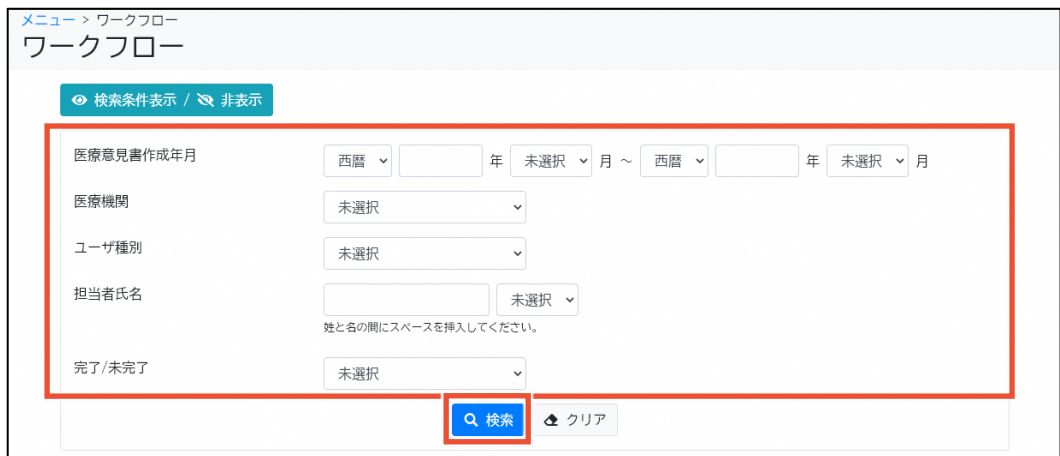 メニュー > ワークフロー
ワークフロー
検索条件表示 / 非表示
医療意見書作成年月 西暦 年 未選択 月 ～ 西暦 年 未選択 月
医療機関 未選択
ユーザ種別 未選択
担当者氏名 未選択
姓と名の間にスペースを挿入してください。
完了/未完了 未選択
検索 クリア